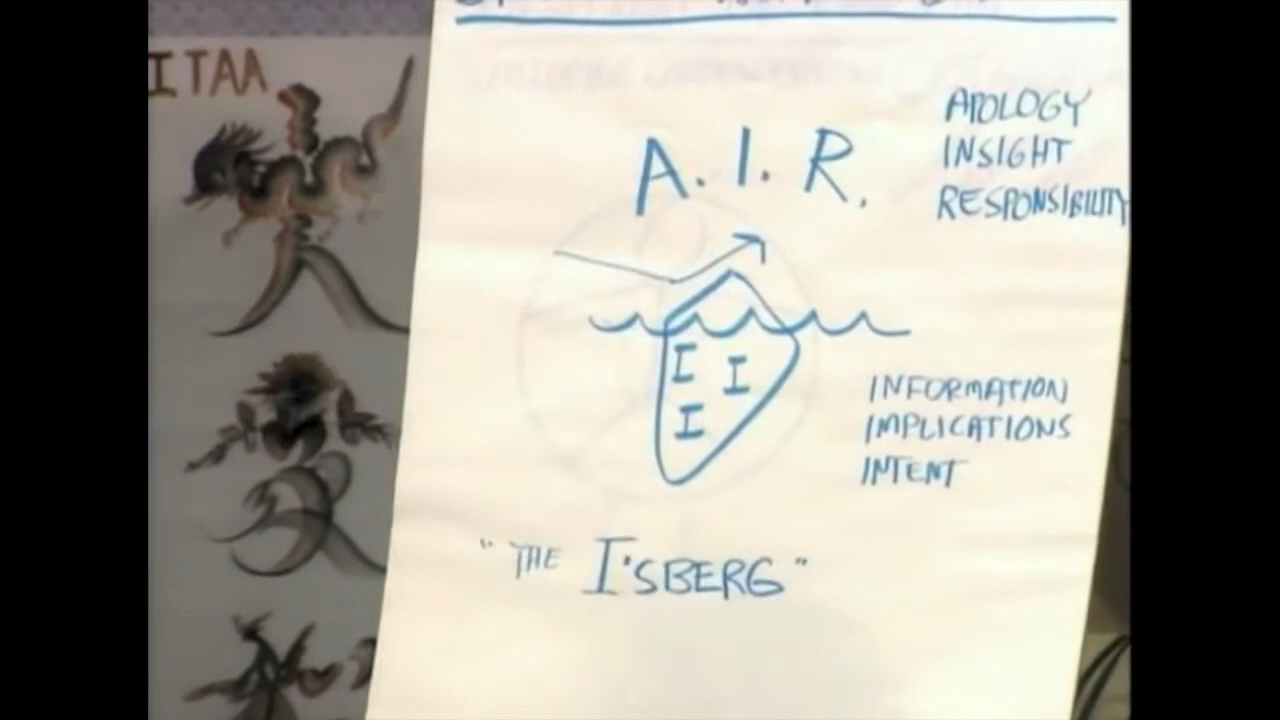 ITAA
A. I. R.
APOLOGY
INSIGHT
RESPONSIBILITY
I I
I
INFORMATION
IMPLICATIONS
INTENT
"THE I'SBERG"